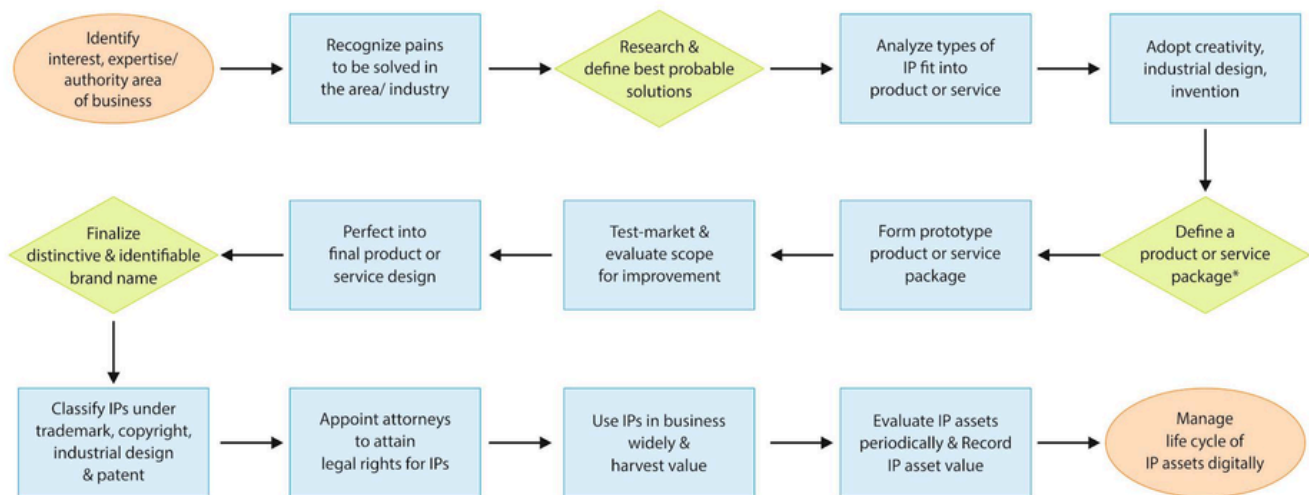 Identify
interest, expertise/
authority area
of business
Recognize pains
to be solved in
the area/ industry
Research &
define best probable
solutions
Analyze types of
IP fit into
product or service
Adopt creativity,
industrial design,
invention
Define a
product or service
package*
Form prototype
product or service
package
Test-market &
evaluate scope
for improvement
Perfect into
final product or
service design
Finalize
distinctive & identifiable
brand name
Classify IPs under
trademark, copyright,
industrial design
& patent
Appoint attorneys
to attain
legal rights for IPs
Use IPs in business
widely &
harvest value
Evaluate IP assets
periodically & Record
IP asset value
Manage
life cycle of
IP assets digitally